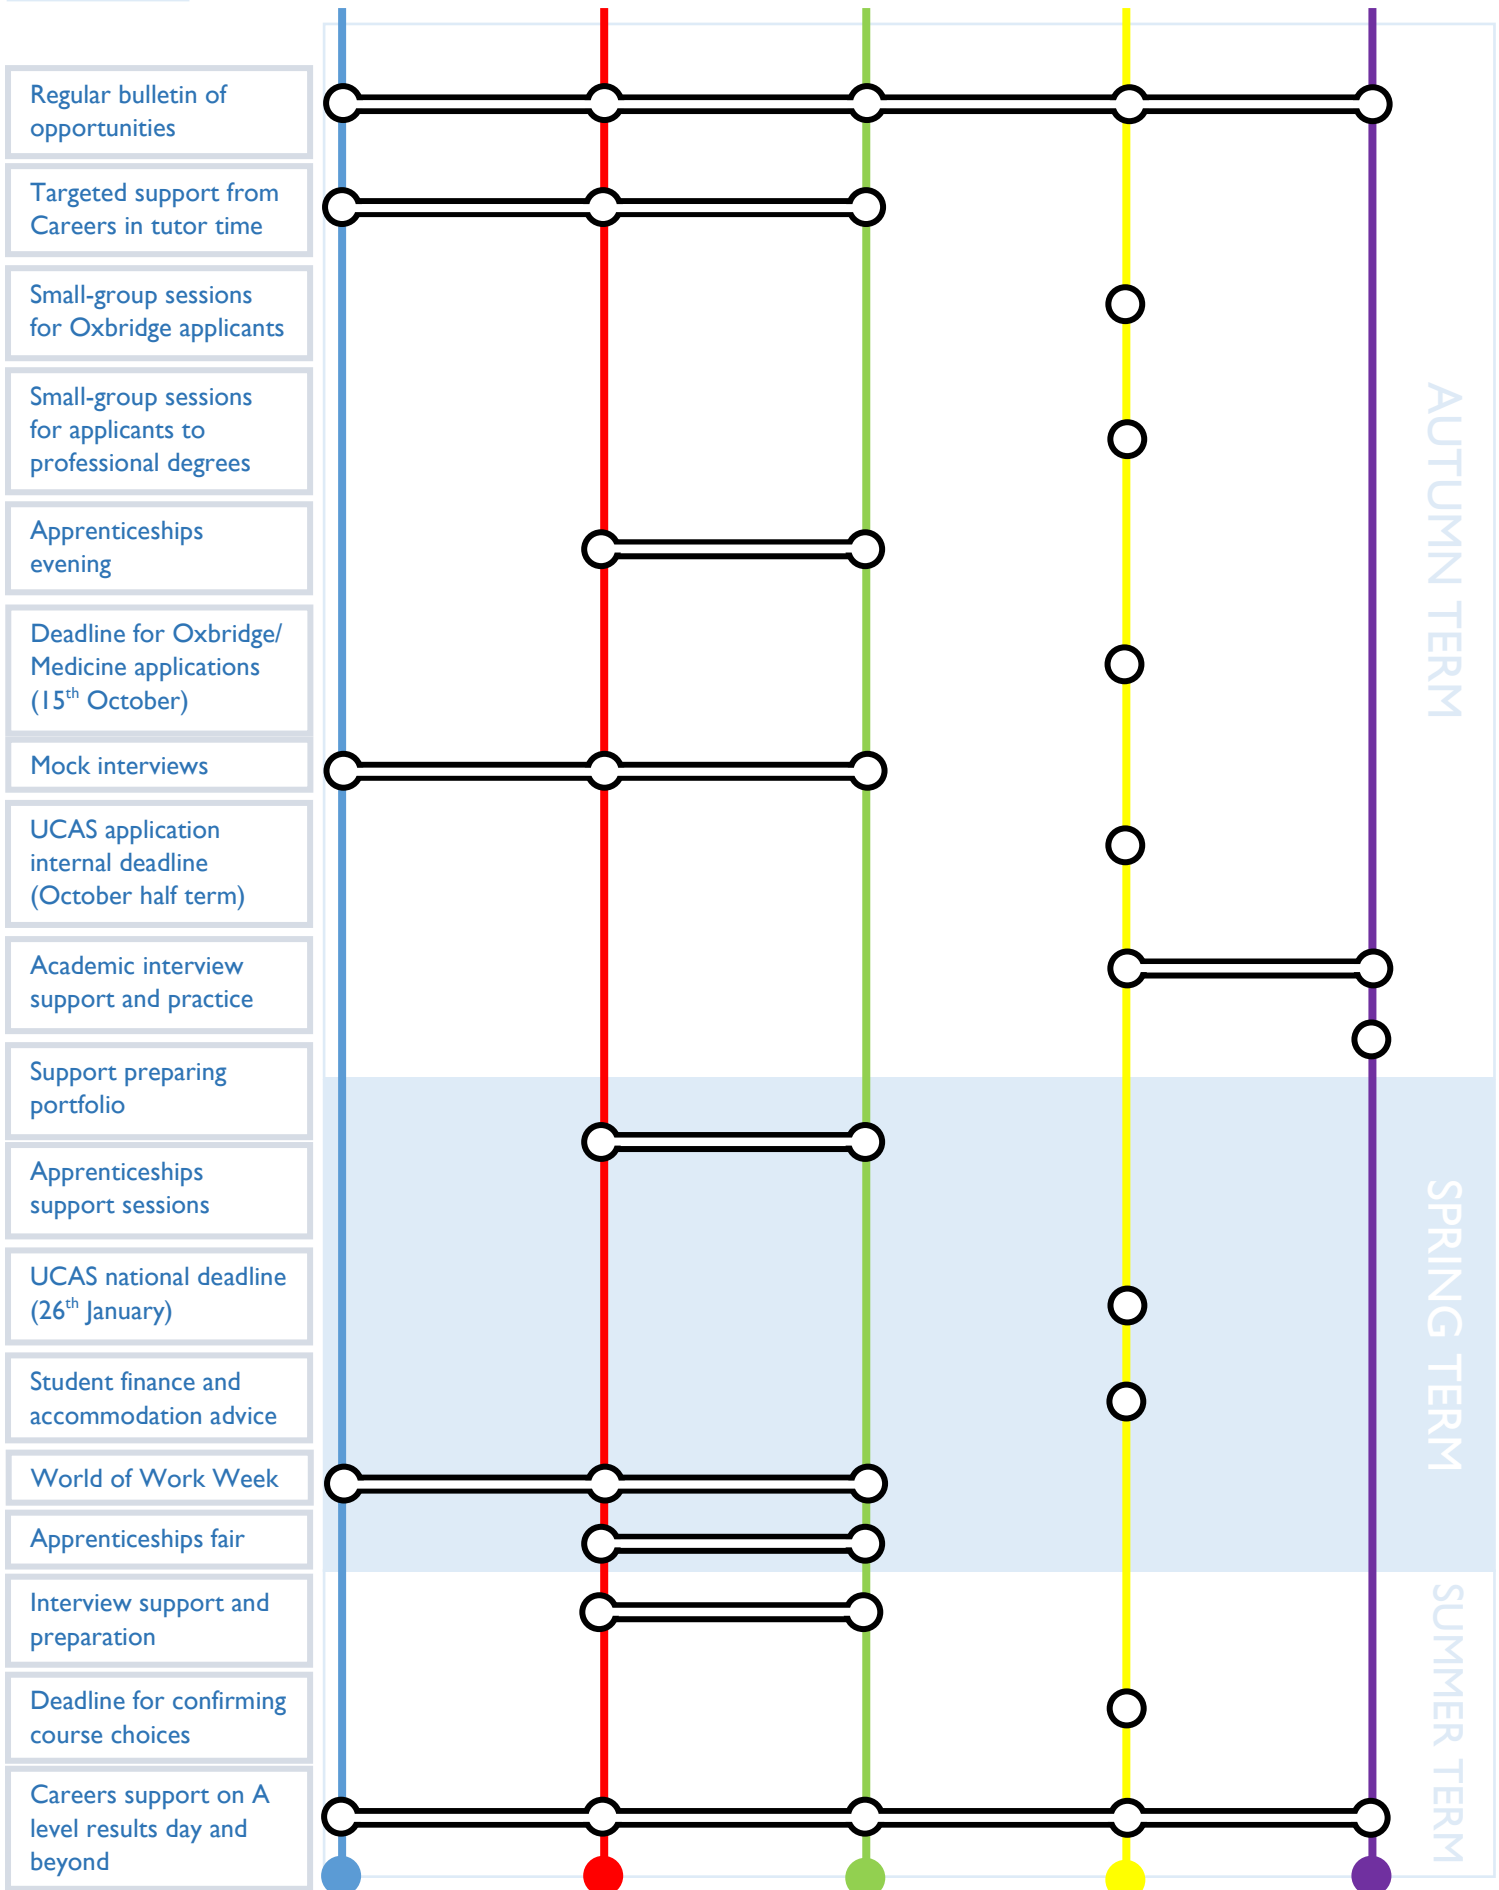 Regular bulletin of
opportunities
Targeted support from
Careers in tutor time
Small-group sessions
for Oxbridge applicants
Small-group sessions
for applicants to
professional degrees
Apprenticeships
evening
Deadline for Oxbridge/
Medicine applications
(15th October)
Mock interviews
UCAS application
internal deadline
(October half term)
Academic interview
support and practice
Support preparing
portfolio
Apprenticeships
support sessions
UCAS national deadline
(26th January)
Student finance and
accommodation advice
World of Work Week
Apprenticeships fair
Interview support and
preparation
Deadline for confirming
course choices
Careers support on A
level results day and
beyond
AUTUMN TERM
SPRING TERM
SUMMER TERM